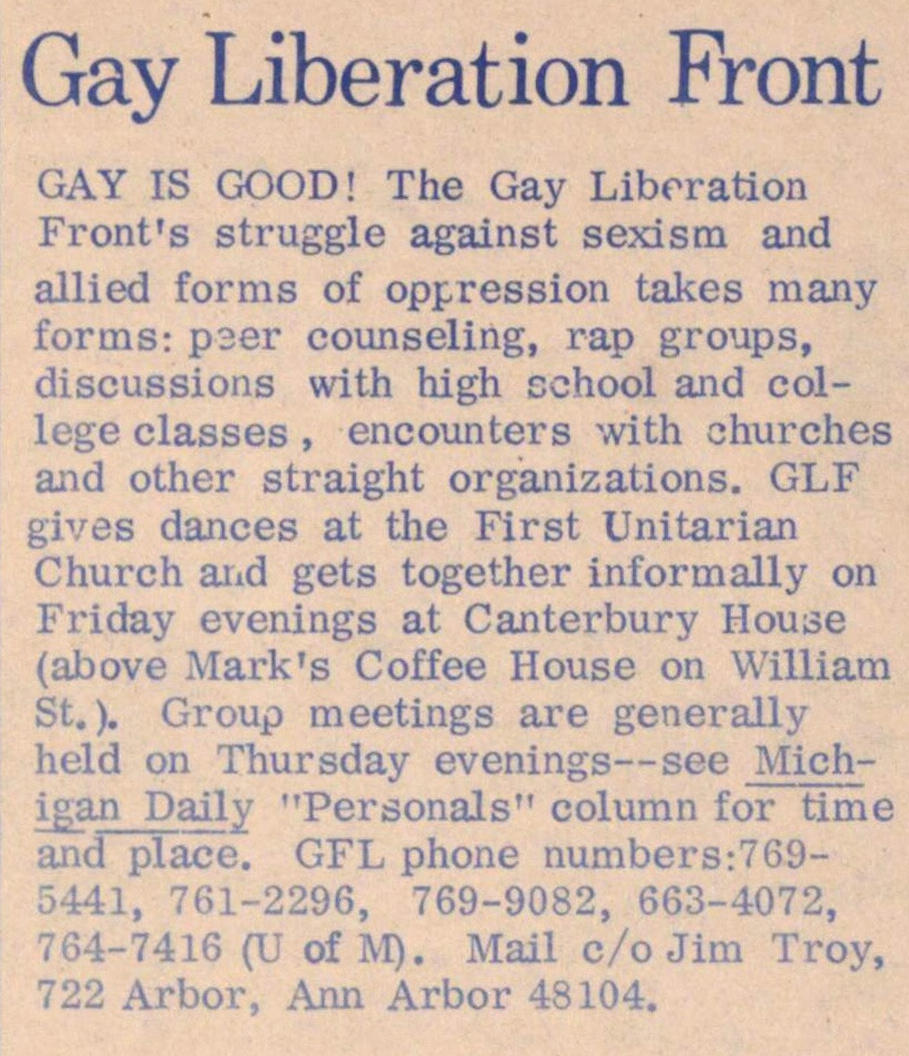 Gay Liberation Front
GAY IS GOOD! The Gay Liberation
Front's struggle against sexism and
allied forms of oppression takes many
forms: peer counseling, rap groups,
discussions with high school and col-
lege classes, encounters with churches
and other straight organizations. GLF
gives dances at the First Unitarian
Church and gets together informally on
Friday evenings at Canterbury House
(above Mark's Coffee House on William
St.). Group meetings are generally
held on Thursday evenings--see Mich-
igan Daily "Personals" column for time
and place. GFL phone numbers:769-
5441, 761-2296, 769-9082, 663-4072,
764-7416 (U of M). Mail c/o Jim Troy,
722 Arbor, Ann Arbor 48104.